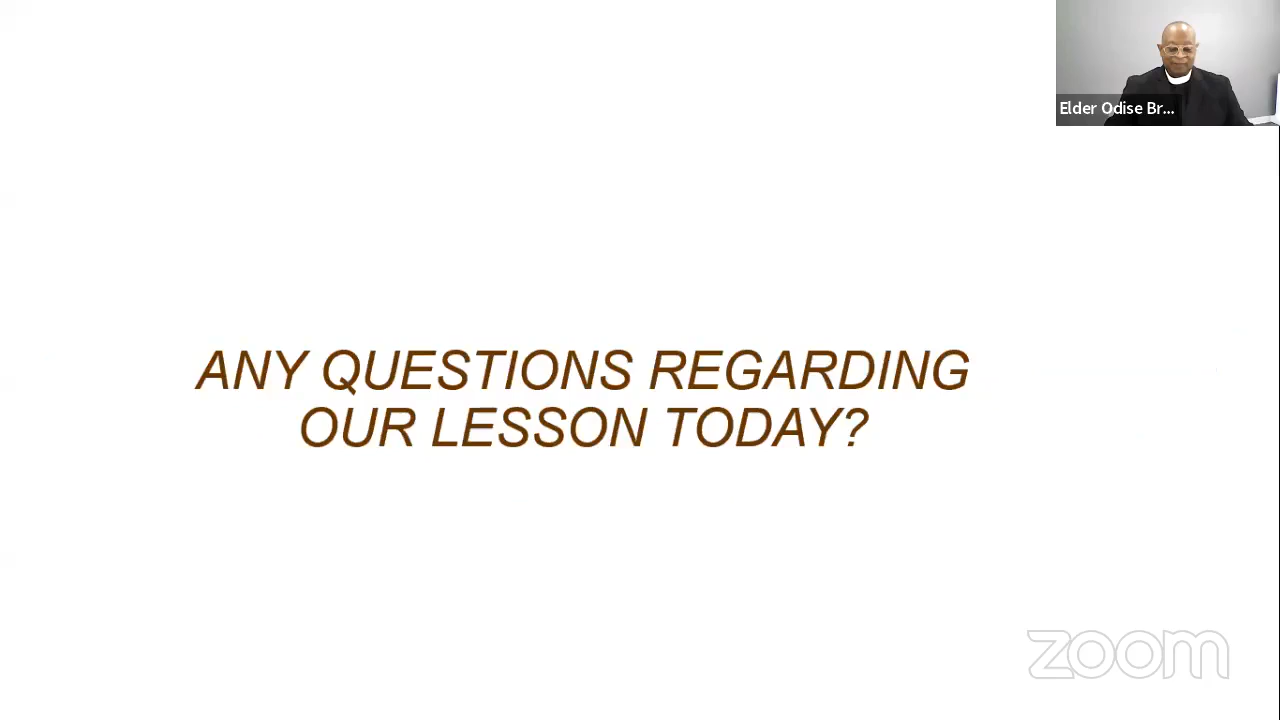 Elder Odise Br...
ANY QUESTIONS REGARDING
OUR LESSON TODAY?
zoom